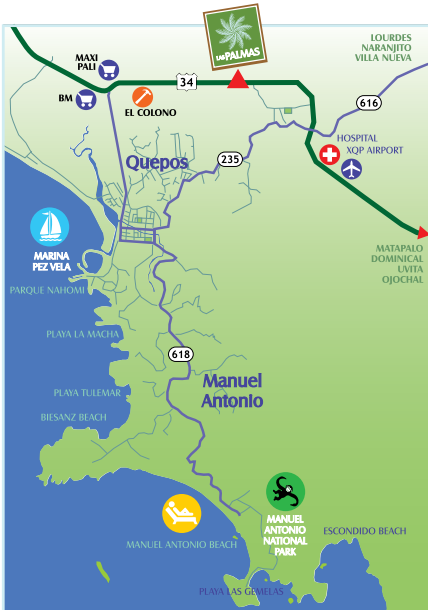 LAS PALMAS
LOURDES
NARANJITO
VILLA NUEVA
MAXI
PALI
BM
EL COLONO
34
616
HOSPITAL
XQP AIRPORT
235
Quepos
MARINA
PEZ VELA
MATAPALO
DOMINICAL
UVITA
OJOCHAL
PARQUE NAHOMI
PLAYA LA MACHA
618
Manuel
Antonio
PLAYA TULEMAR
BIESANZ BEACH
MANUEL
ANTONIO
NATIONAL
PARK
ESCONDIDO BEACH
MANUEL ANTONIO BEACH
PLAYA LAS GEMELAS